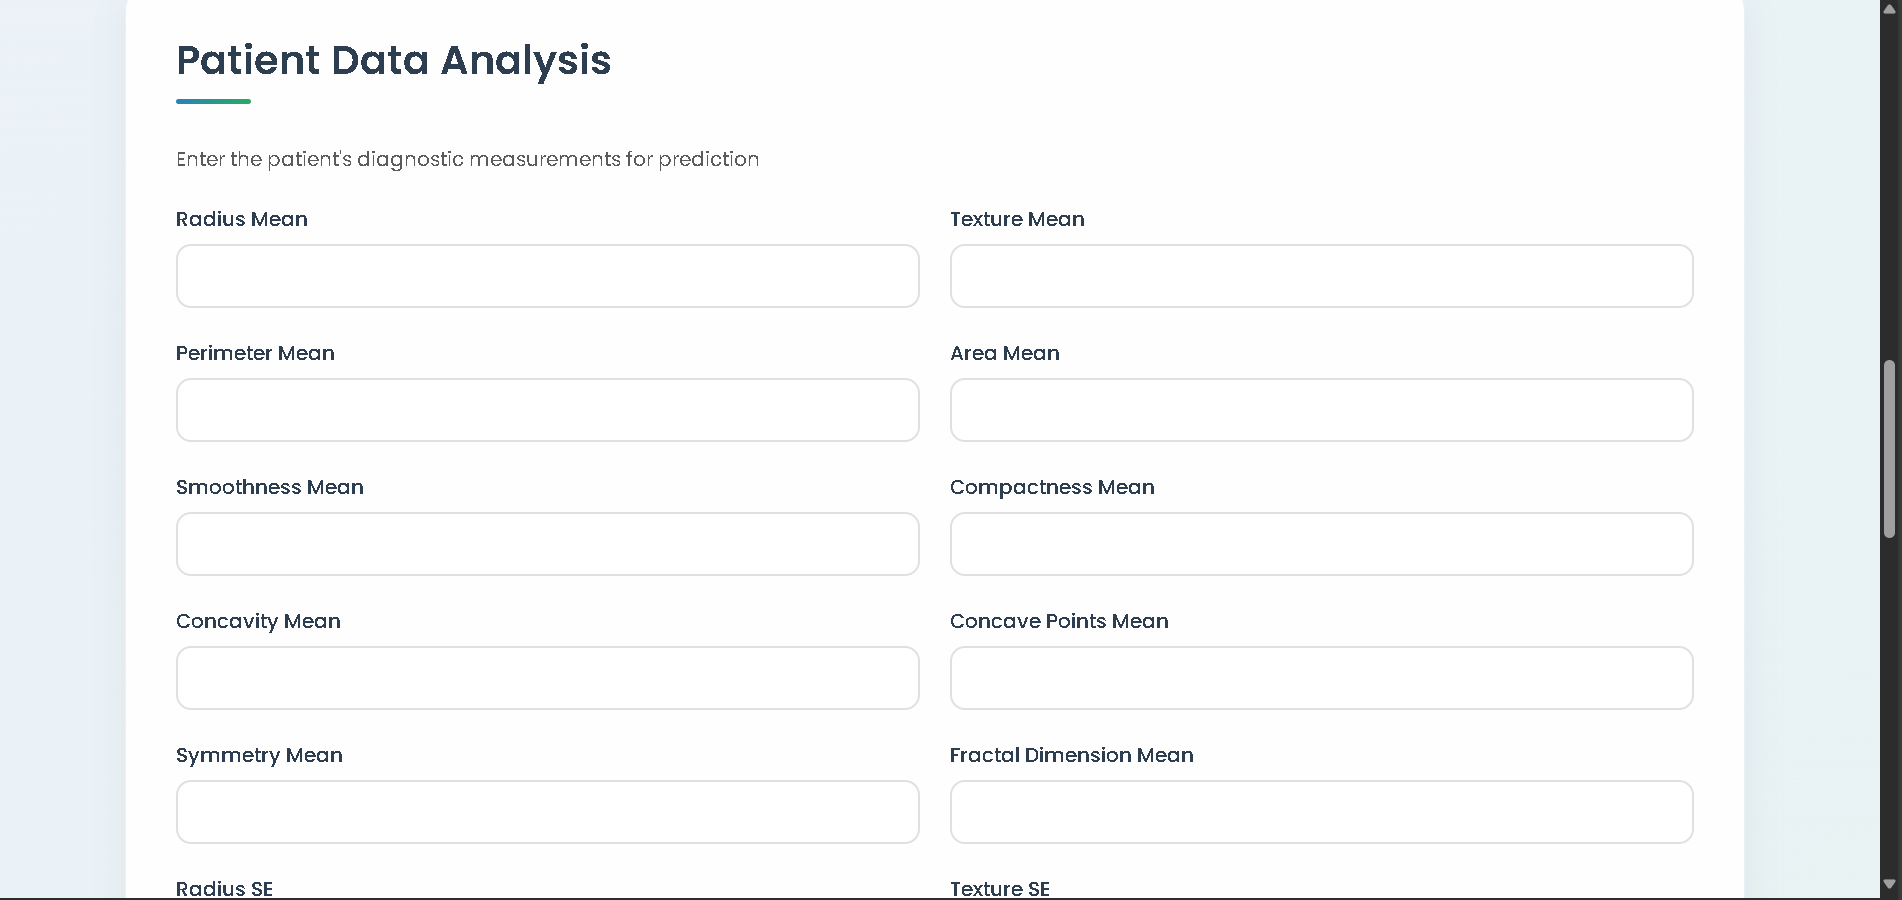 Patient Data Analysis
Enter the patient's diagnostic measurements for prediction
Radius Mean
Texture Mean
Perimeter Mean
Area Mean
Smoothness Mean
Compactness Mean
Concavity Mean
Concave Points Mean
Symmetry Mean
Fractal Dimension Mean
Radius SE
Texture SE